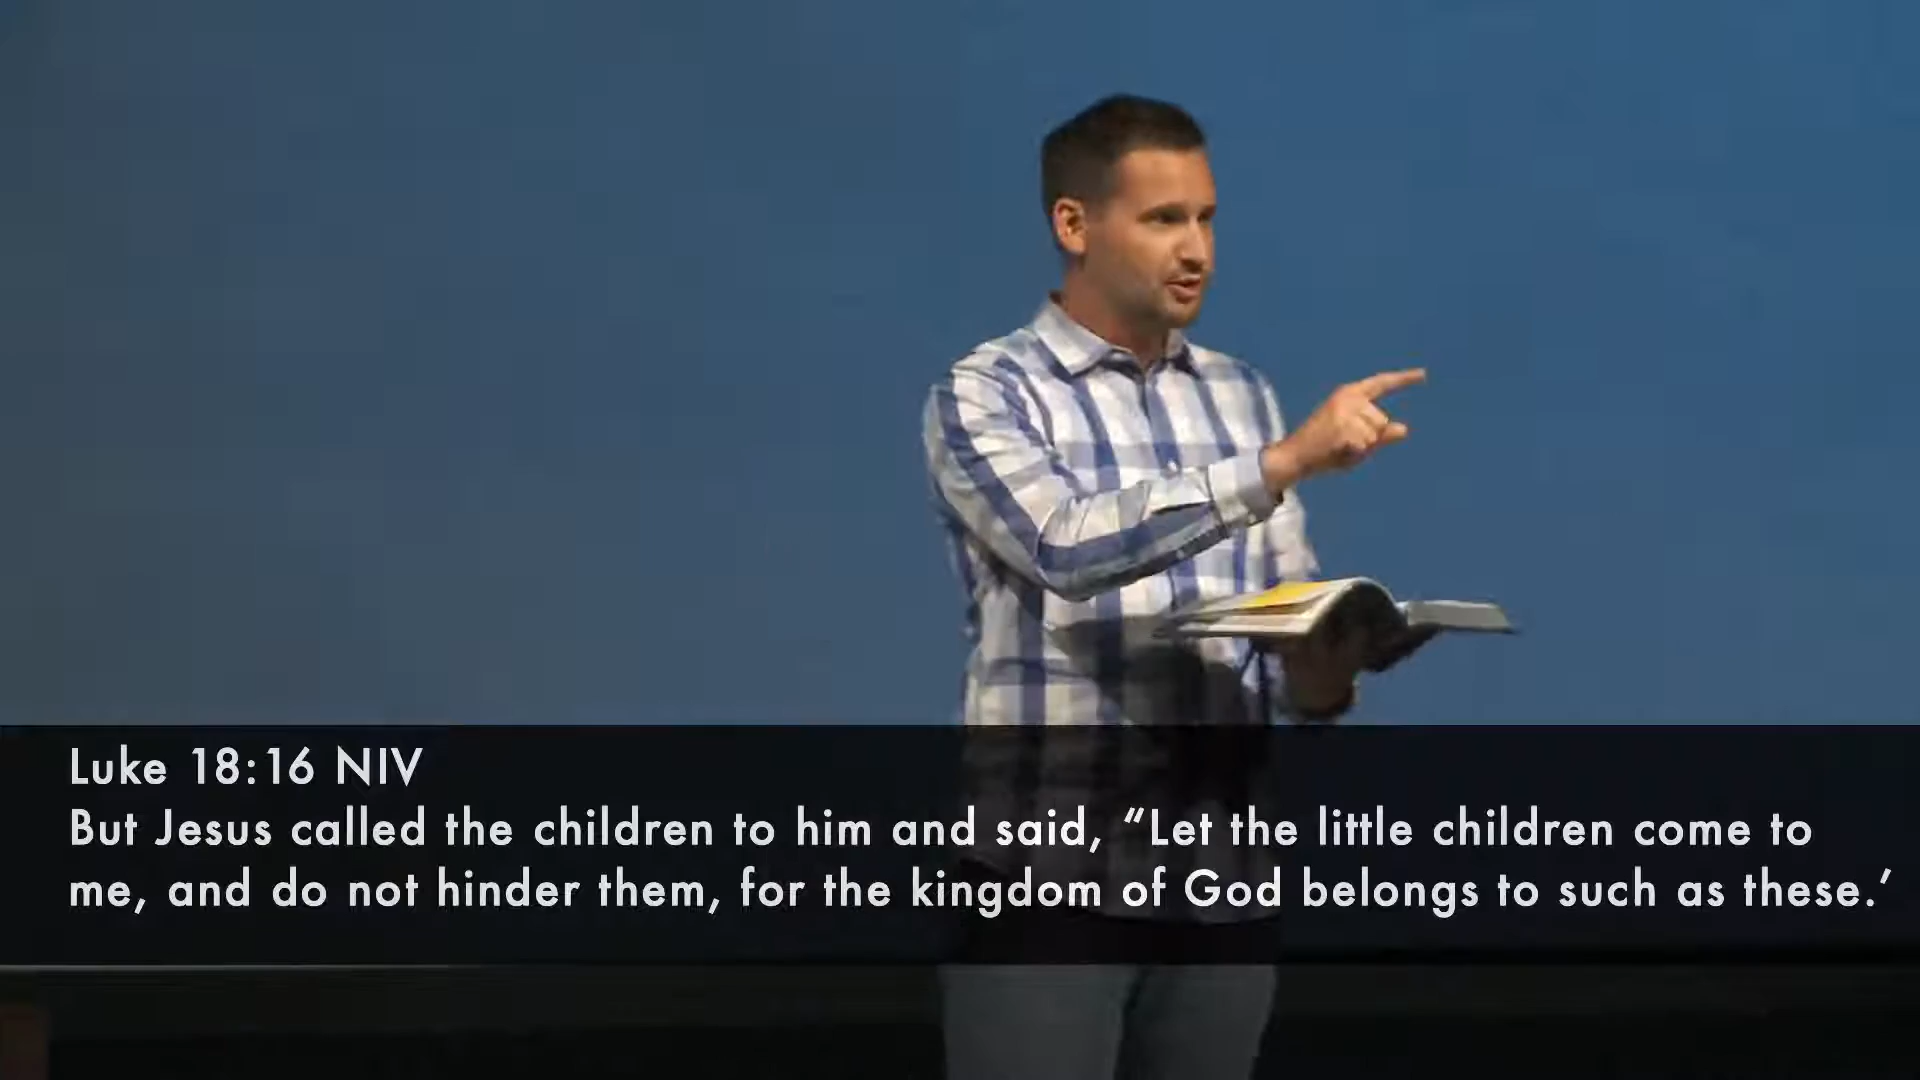 Luke 18:16 NIV
But Jesus called the children to him and said, “Let the little children come to
me, and do not hinder them, for the kingdom of God belongs to such as these.’